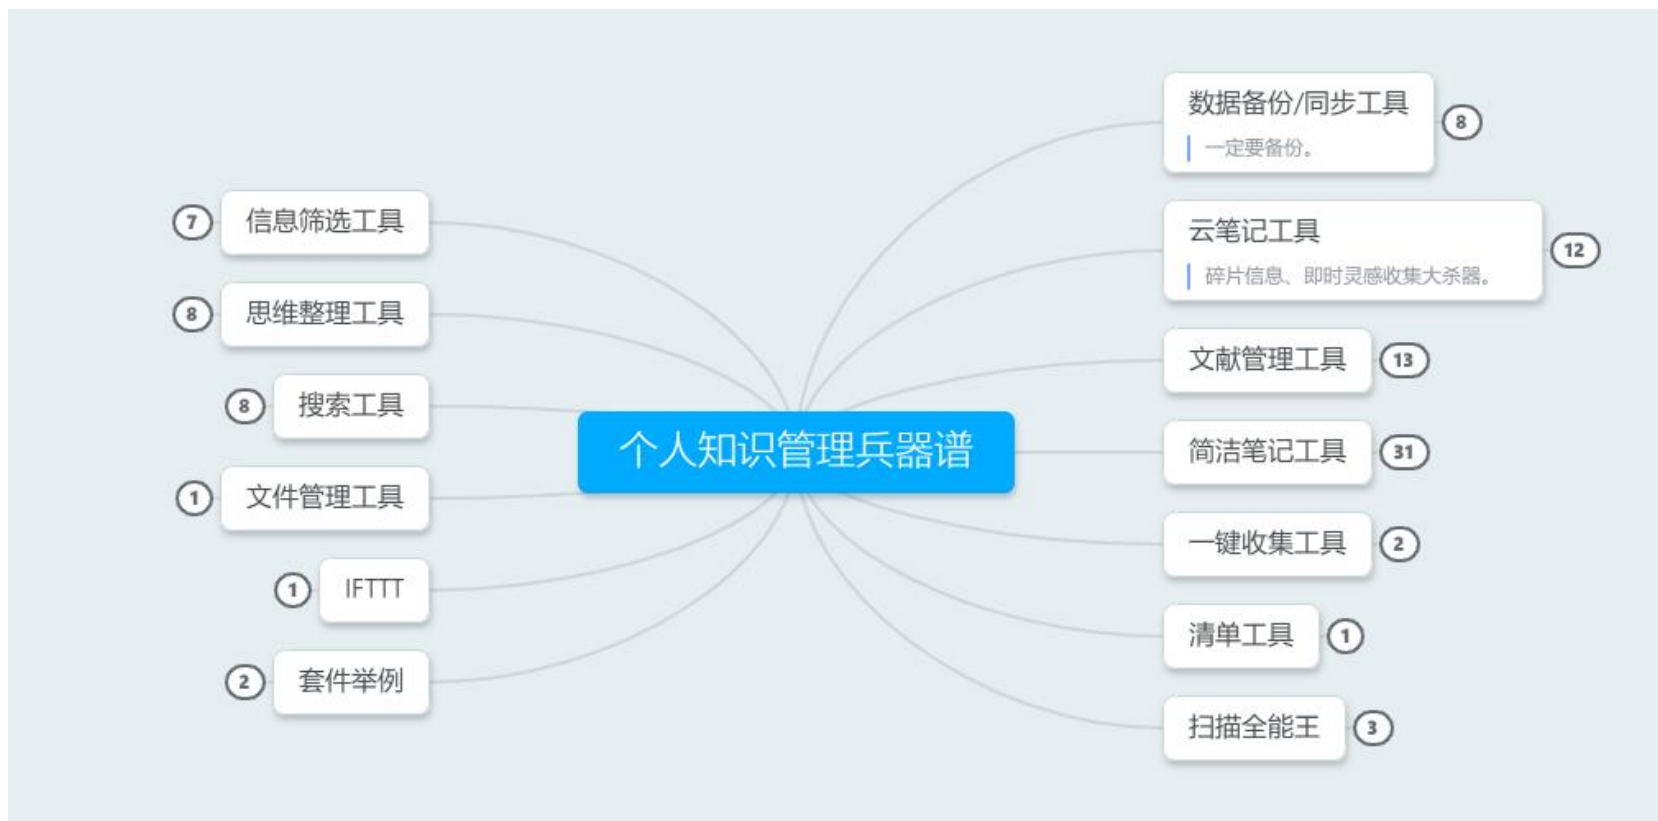 个人知识管理兵器谱
数据备份/同步工具
8
一定要备份。
云笔记工具
12
碎片信息、即时灵感收集大杀器。
文献管理工具
13
简洁笔记工具
31
一键收集工具
2
清单工具
1
扫描全能王
3
7
信息筛选工具
8
思维整理工具
8
搜索工具
1
文件管理工具
1
IFTTT
2
套件举例